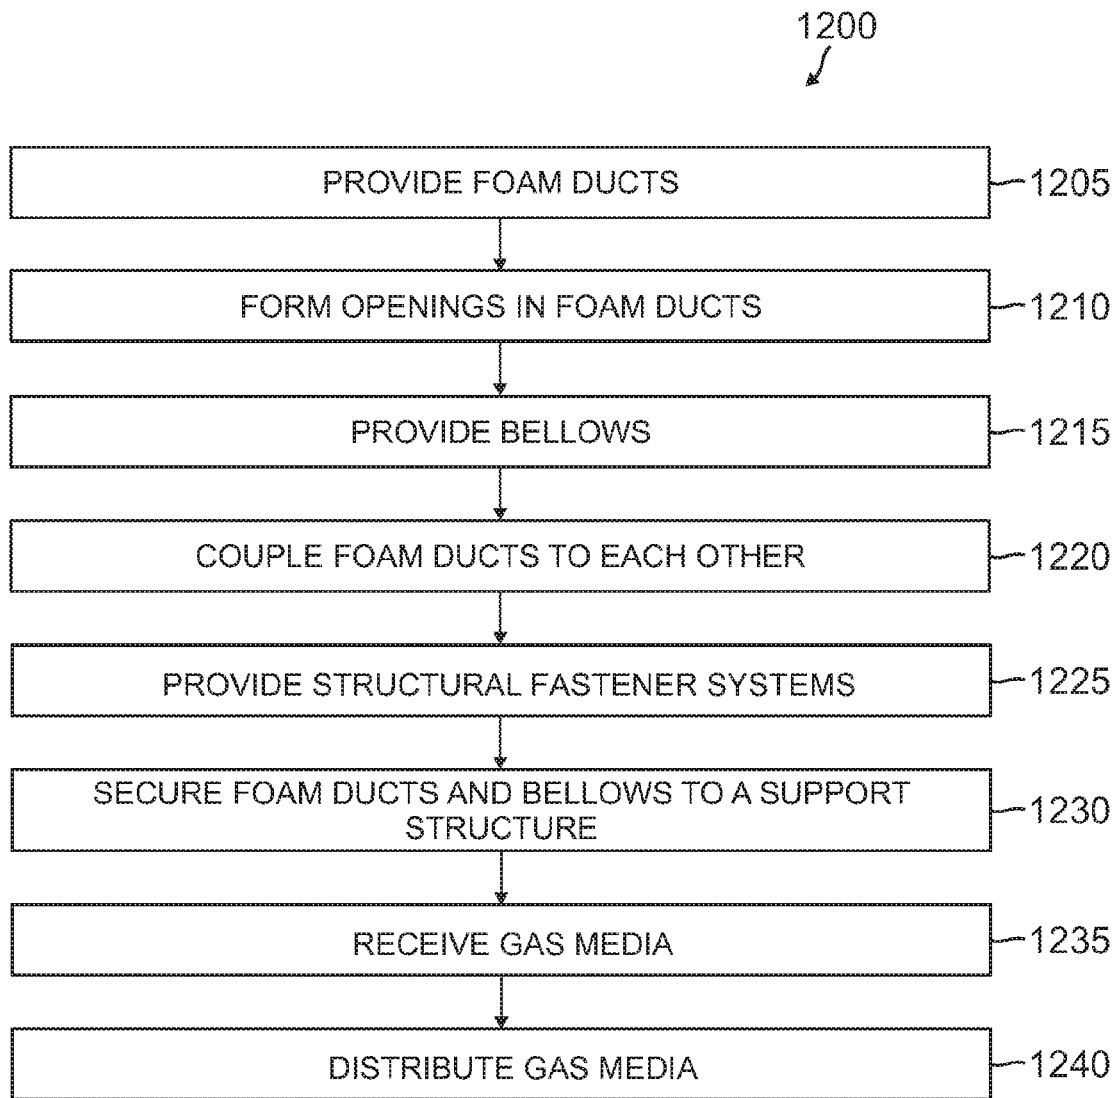 1200
PROVIDE FOAM DUCTS 1205
FORM OPENINGS IN FOAM DUCTS 1210
PROVIDE BELLOWS 1215
COUPLE FOAM DUCTS TO EACH OTHER 1220
PROVIDE STRUCTURAL FASTENER SYSTEMS 1225
SECURE FOAM DUCTS AND BELLOWS TO A SUPPORT
STRUCTURE 1230
RECEIVE GAS MEDIA 1235
DISTRIBUTE GAS MEDIA 1240